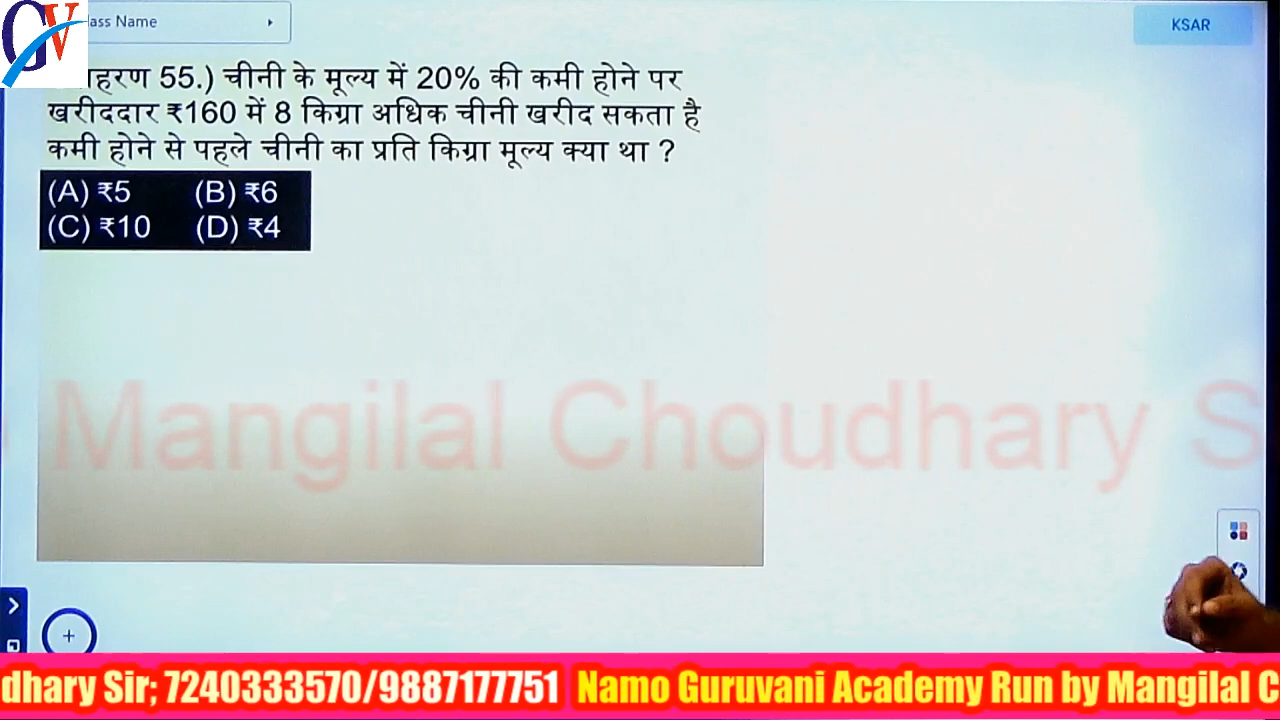 GV
ass Name
KSAR
हरण 55.) चीनी के मूल्य में 20% की कमी होने पर
खरीददार ₹160 में 8 किग्रा अधिक चीनी खरीद सकता है
कमी होने से पहले चीनी का प्रति किग्रा मूल्य क्या था ?
(A) ₹5 (B) ₹6
(C) ₹10 (D) ₹4
Mangilal Choudhary S
dhary Sir; 7240333570/9887177751 Namo Guruvani Academy Run by Mangilal C